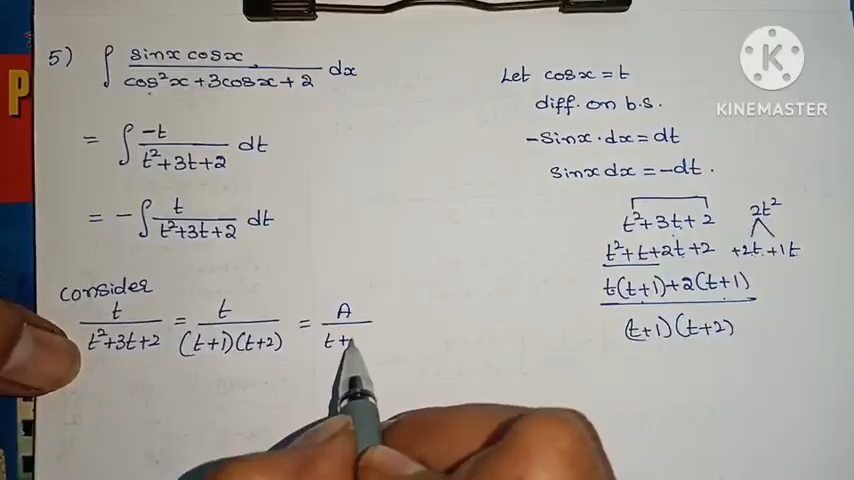 5) ∫ sinx cosx / cos²x+3cosx+2 dx
= ∫ -t / t²+3t+2 dt
= - ∫ t / t²+3t+2 dt
consider
t / t²+3t+2 = t / (t+1)(t+2) = A / t+
Let cosx = t
diff. on b.s.
-sinx·dx = dt
sinx dx = -dt.
t²+3t+2
t²+t+2t+2
t(t+1)+2(t+1)
(t+1)(t+2)
2t²
+2t +1t
K
KINEMASTER
P